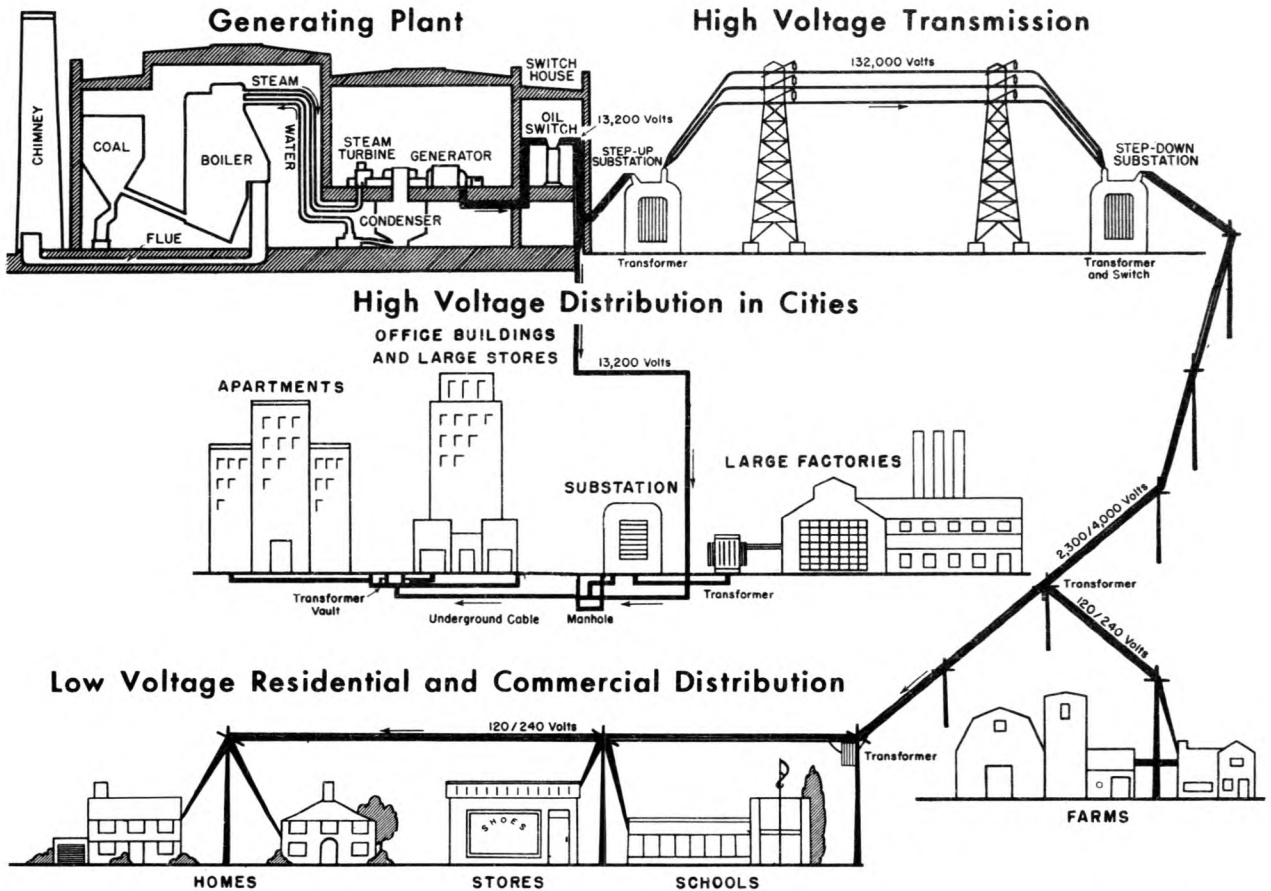 Generating Plant
High Voltage Transmission
CHIMNEY
COAL
STEAM
WATER
BOILER
STEAM
TURBINE
GENERATOR
CONDENSER
FLUE
SWITCH
HOUSE
OIL
SWITCH
13,200 Volts
STEP-UP
SUBSTATION
Transformer
132,000 Volts
STEP-DOWN
SUBSTATION
Transformer
and Switch
High Voltage Distribution in Cities
APARTMENTS
OFFICE BUILDINGS
AND LARGE STORES
13,200 Volts
SUBSTATION
LARGE FACTORIES
Transformer
Vault
Underground Cable
Manhole
Transformer
2,300/4,000 Volts
Transformer
120/240 Volts
Low Voltage Residential and Commercial Distribution
120/240 Volts
Transformer
SHOES
HOMES
STORES
SCHOOLS
FARMS